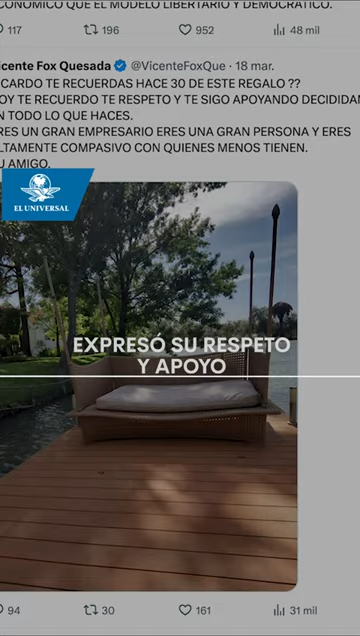 CONÓMICO QUE EL MODELO LIBERTARIO Y DEMOCRÁTICO.
117 196 952 48 mil
icente Fox Quesada @VicenteFoxQue · 18 mar.
CARDO TE RECUERDAS HACE 30 DE ESTE REGALO ??
OY TE RECUERDO TE RESPETO Y TE SIGO APOYANDO DECIDIDAM
N TODO LO QUE HACES.
RES UN GRAN EMPRESARIO ERES UNA GRAN PERSONA Y ERES
LTAMENTE COMPASIVO CON QUIENES MENOS TIENEN.
U AMIGO.
EL UNIVERSAL
EXPRESÓ SU RESPETO
Y APOYO
94 30 161 31 mil